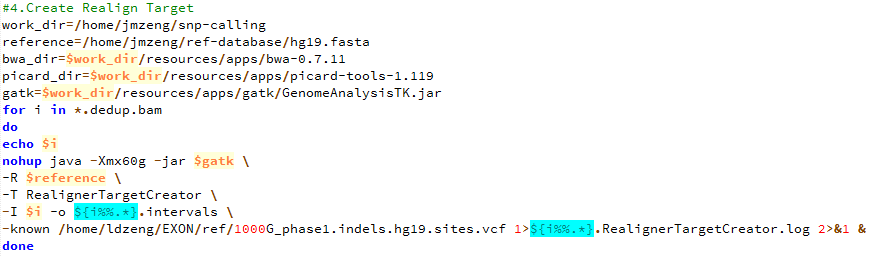 #4.Create Realign Target
work_dir=/home/jmzeng/snp-calling
reference=/home/jmzeng/ref-database/hg19.fasta
bwa_dir=$work_dir/resources/apps/bwa-0.7.11
picard_dir=$work_dir/resources/apps/picard-tools-1.119
gatk=$work_dir/resources/apps/gatk/GenomeAnalysisTK.jar
for i in *.dedup.bam
do
echo $i
nohup java -Xmx60g -jar $gatk \
-R $reference \
-T RealignerTargetCreator \
-I $i -o ${i%%.*}.intervals \
-known /home/ldzeng/EXON/ref/1000G_phase1.indels.hg19.sites.vcf 1>${i%%.*}.RealignerTargetCreator.log 2>&1 &
done